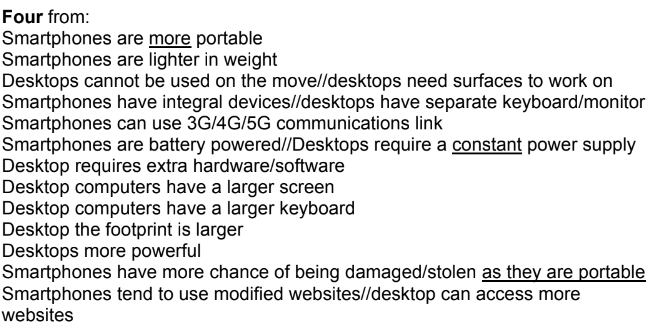 Four from:
Smartphones are more portable
Smartphones are lighter in weight
Desktops cannot be used on the move//desktops need surfaces to work on
Smartphones have integral devices//desktops have separate keyboard/monitor
Smartphones can use 3G/4G/5G communications link
Smartphones are battery powered//Desktops require a constant power supply
Desktop requires extra hardware/software
Desktop computers have a larger screen
Desktop computers have a larger keyboard
Desktop the footprint is larger
Desktops more powerful
Smartphones have more chance of being damaged/stolen as they are portable
Smartphones tend to use modified websites//desktop can access more
websites